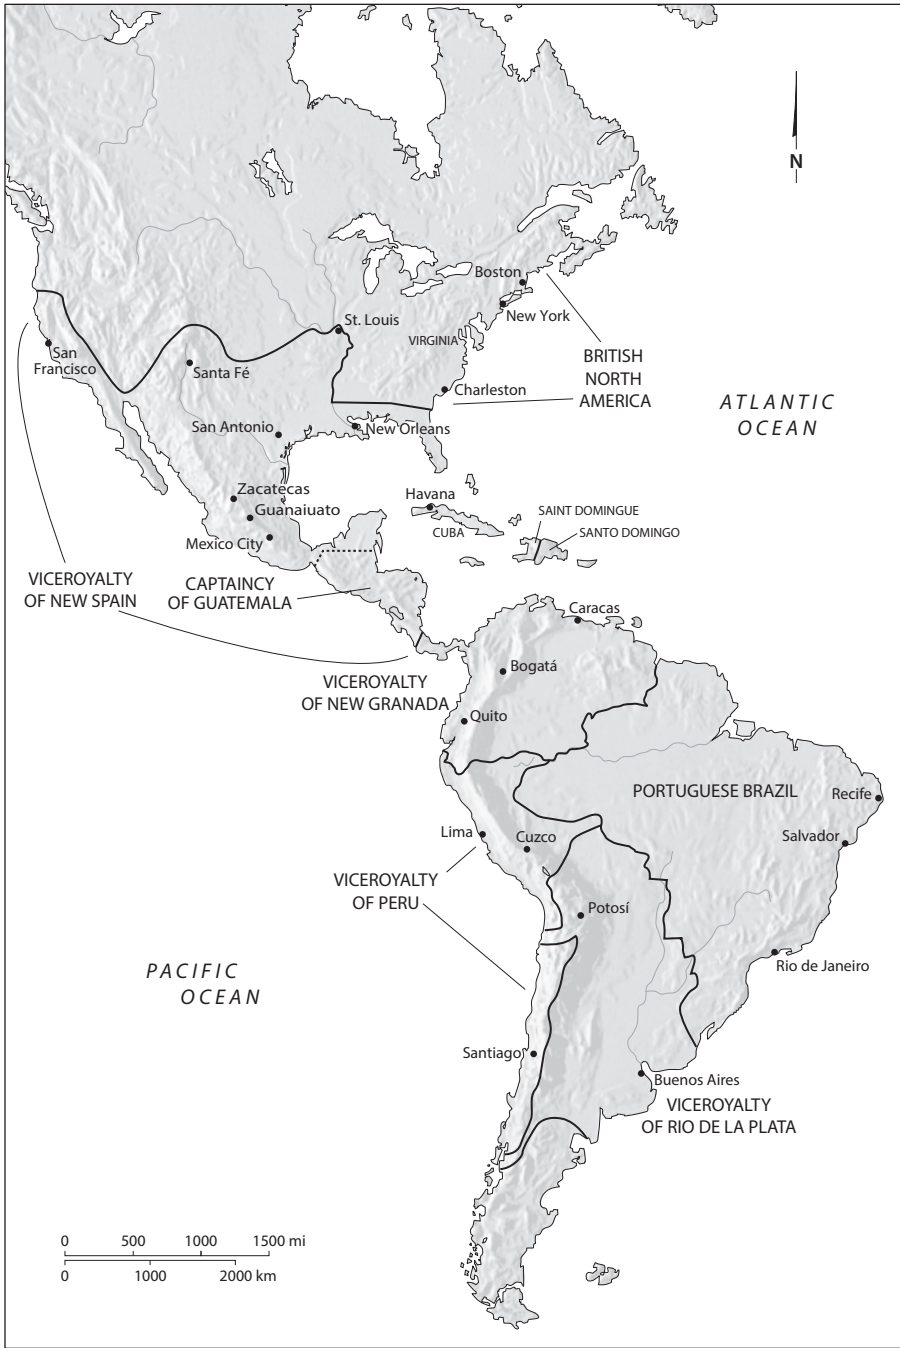 N
Boston
New York
St. Louis
VIRGINIA
San
Francisco
Santa Fé
Charleston
BRITISH
NORTH
AMERICA
ATLANTIC
OCEAN
San Antonio
New Orleans
Zacatecas
Guanaiuato
Mexico City
Havana
CUBA
SAINT DOMINGUE
SANTO DOMINGO
VICEROYALTY
OF NEW SPAIN
CAPTAINCY
OF GUATEMALA
Caracas
Bogatá
VICEROYALTY
OF NEW GRANADA
Quito
PORTUGUESE BRAZIL
Recife
Lima
Cuzco
Salvador
VICEROYALTY
OF PERU
Potosí
PACIFIC
OCEAN
Rio de Janeiro
Santiago
Buenos Aires
VICEROYALTY
OF RIO DE LA PLATA
0 500 1000 1500 mi
0 1000 2000 km